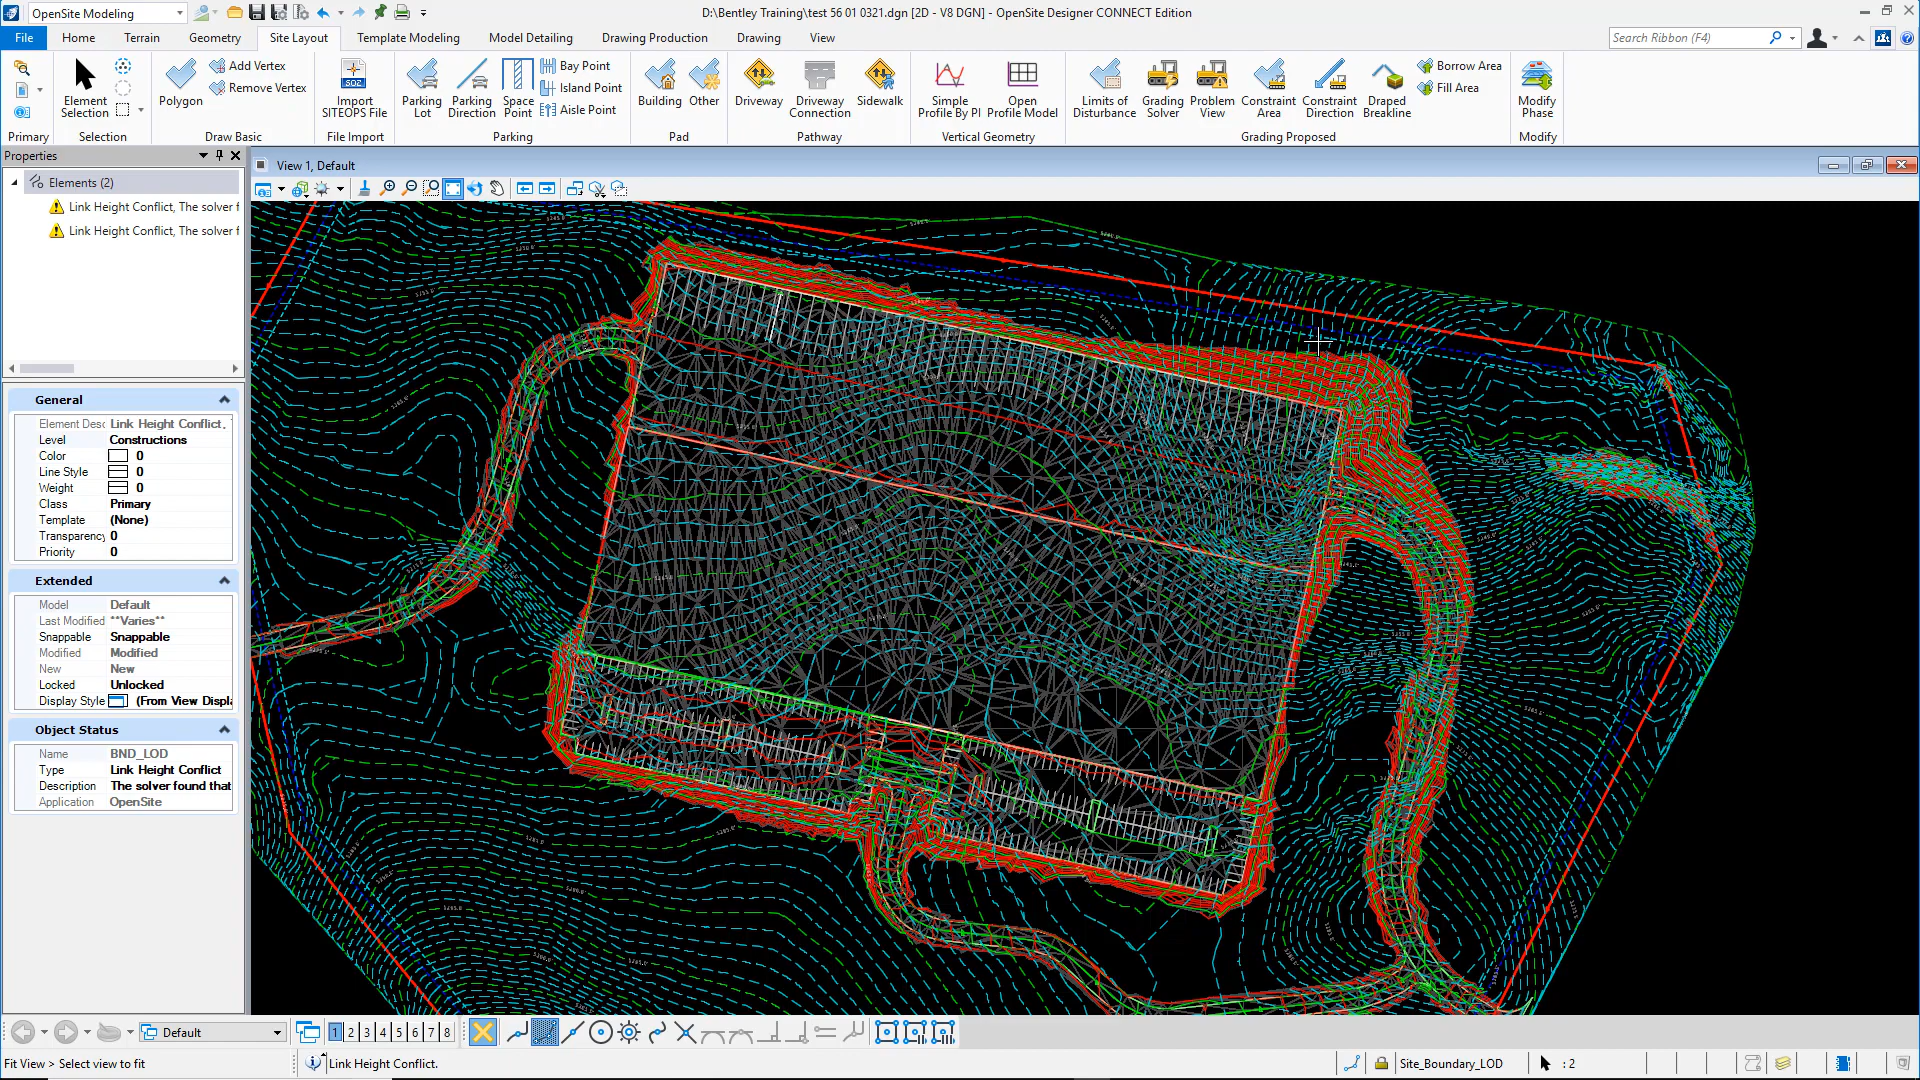 OpenSite Modeling
D:\Bentley Training\test 56 01 0321.dgn [2D - V8 DGN] - OpenSite Designer CONNECT Edition
File
Home
Terrain
Geometry
Site Layout
Template Modeling
Model Detailing
Drawing Production
Drawing
View
Search Ribbon (F4)
Element
Selection
Polygon
Add Vertex
Remove Vertex
SOZ
Import
SITEOPS File
Parking
Lot
Parking
Direction
Space
Point
Bay Point
Island Point
Aisle Point
Building
Other
Driveway
Driveway
Connection
Sidewalk
Simple
Profile By PI
Open
Profile Model
Limits of
Disturbance
Grading
Solver
Problem
View
Constraint
Area
Constraint
Direction
Draped
Breakline
Borrow Area
Fill Area
Modify
Phase
Primary
Selection
Draw Basic
File Import
Parking
Pad
Pathway
Vertical Geometry
Grading Proposed
Modify
Properties
Elements (2)
Link Height Conflict, The solver f
Link Height Conflict, The solver f
General
Element Desc Link Height Conflict,
Level Constructions
Color 0
Line Style 0
Weight 0
Class Primary
Template (None)
Transparency 0
Priority 0
Extended
Model Default
Last Modified **Varies**
Snappable Snappable
Modified Modified
New New
Locked Unlocked
Display Style (From View Displa
Object Status
Name BND_LOD
Type Link Height Conflict
Description The solver found that
Application OpenSite
View 1, Default
Default
1 2 3 4 5 6 7 8
Fit View > Select view to fit
Link Height Conflict.
Site_Boundary_LOD
: 2